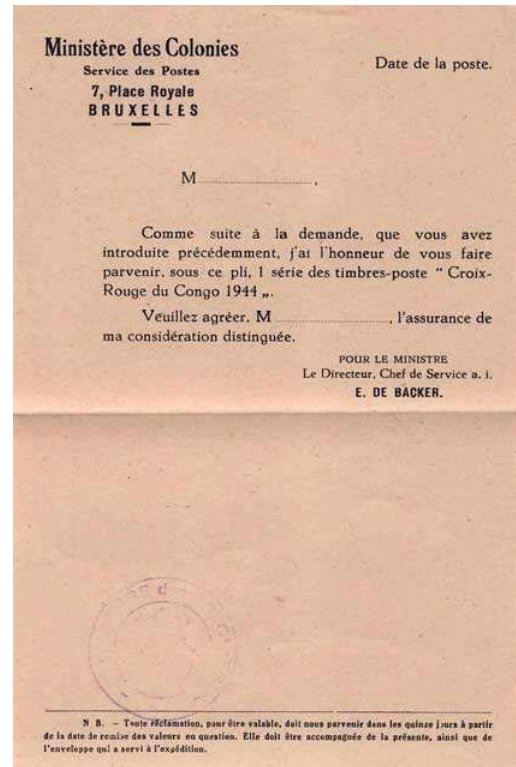 Ministère des Colonies
Service des Postes
7, Place Royale
BRUXELLES
Date de la poste.
M ..............................,
Comme suite à la demande, que vous avez
introduite précédemment, j'ai l'honneur de vous faire
parvenir, sous ce pli, 1 série des timbres-poste " Croix-
Rouge du Congo 1944 „.
Veuillez agréer, M .............................., l'assurance de
ma considération distinguée.
POUR LE MINISTRE
Le Directeur, Chef de Service a. i.
E. DE BACKER.
N B. — Toute réclamation, pour être valable, doit nous parvenir dans les quinze jours à partir
de la date de remise des valeurs en question. Elle doit être accompagnée de la présente, ainsi que de
l'enveloppe qui a servi à l'expédition.